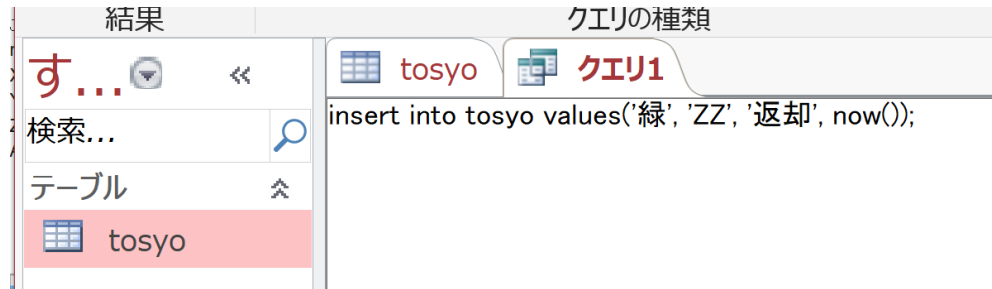 結果
クエリの種類
す...
tosyo
クエリ1
検索...
insert into tosyo values('緑', 'ZZ', '返却', now());
テーブル
tosyo